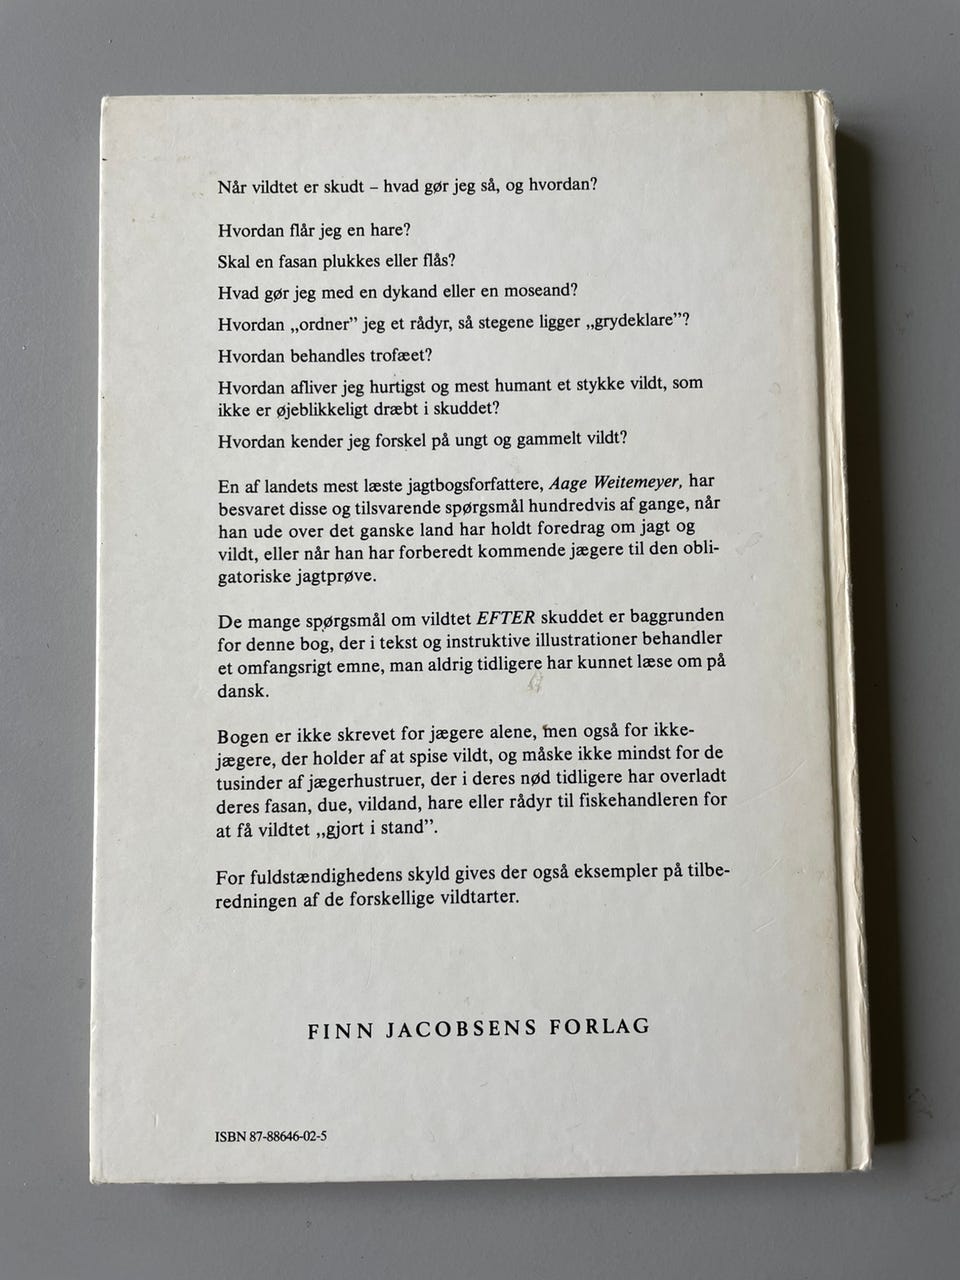 Når vildtet er skudt – hvad gør jeg så, og hvordan?
Hvordan flår jeg en hare?
Skal en fasan plukkes eller flås?
Hvad gør jeg med en dykand eller en moseand?
Hvordan „ordner” jeg et rådyr, så stegene ligger „grydeklare”?
Hvordan behandles trofæet?
Hvordan afliver jeg hurtigst og mest humant et stykke vildt, som
ikke er øjeblikkeligt dræbt i skuddet?
Hvordan kender jeg forskel på ungt og gammelt vildt?
En af landets mest læste jagtbogsforfattere, Aage Weitemeyer, har
besvaret disse og tilsvarende spørgsmål hundredvis af gange, når
han ude over det ganske land har holdt foredrag om jagt og
vildt, eller når han har forberedt kommende jægere til den obli-
gatoriske jagtprøve.
De mange spørgsmål om vildtet EFTER skuddet er baggrunden
for denne bog, der i tekst og instruktive illustrationer behandler
et omfangsrigt emne, man aldrig tidligere har kunnet læse om på
dansk.
Bogen er ikke skrevet for jægere alene, men også for ikke-
jægere, der holder af at spise vildt, og måske ikke mindst for de
tusinder af jægerhustruer, der i deres nød tidligere har overladt
deres fasan, due, vildand, hare eller rådyr til fiskehandleren for
at få vildtet „gjort i stand”.
For fuldstændighedens skyld gives der også eksempler på tilbe-
redningen af de forskellige vildtarter.
FINN JACOBSENS FORLAG
ISBN 87-88646-02-5